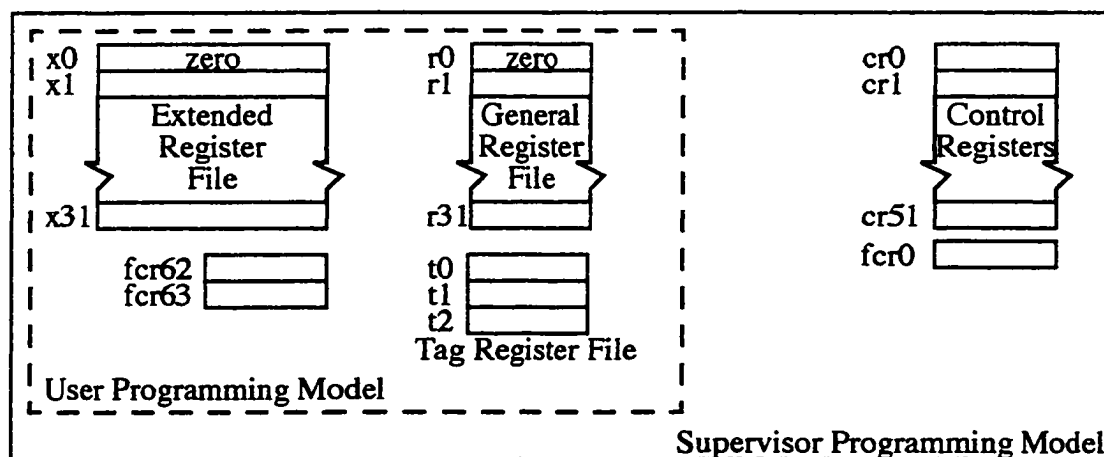 x0 zero
x1
Extended
Register
File
x31
fcr62
fcr63
r0 zero
r1
General
Register
File
r31
t0
t1
t2
Tag Register File
User Programming Model
cr0
cr1
Control
Registers
cr51
fcr0
Supervisor Programming Model